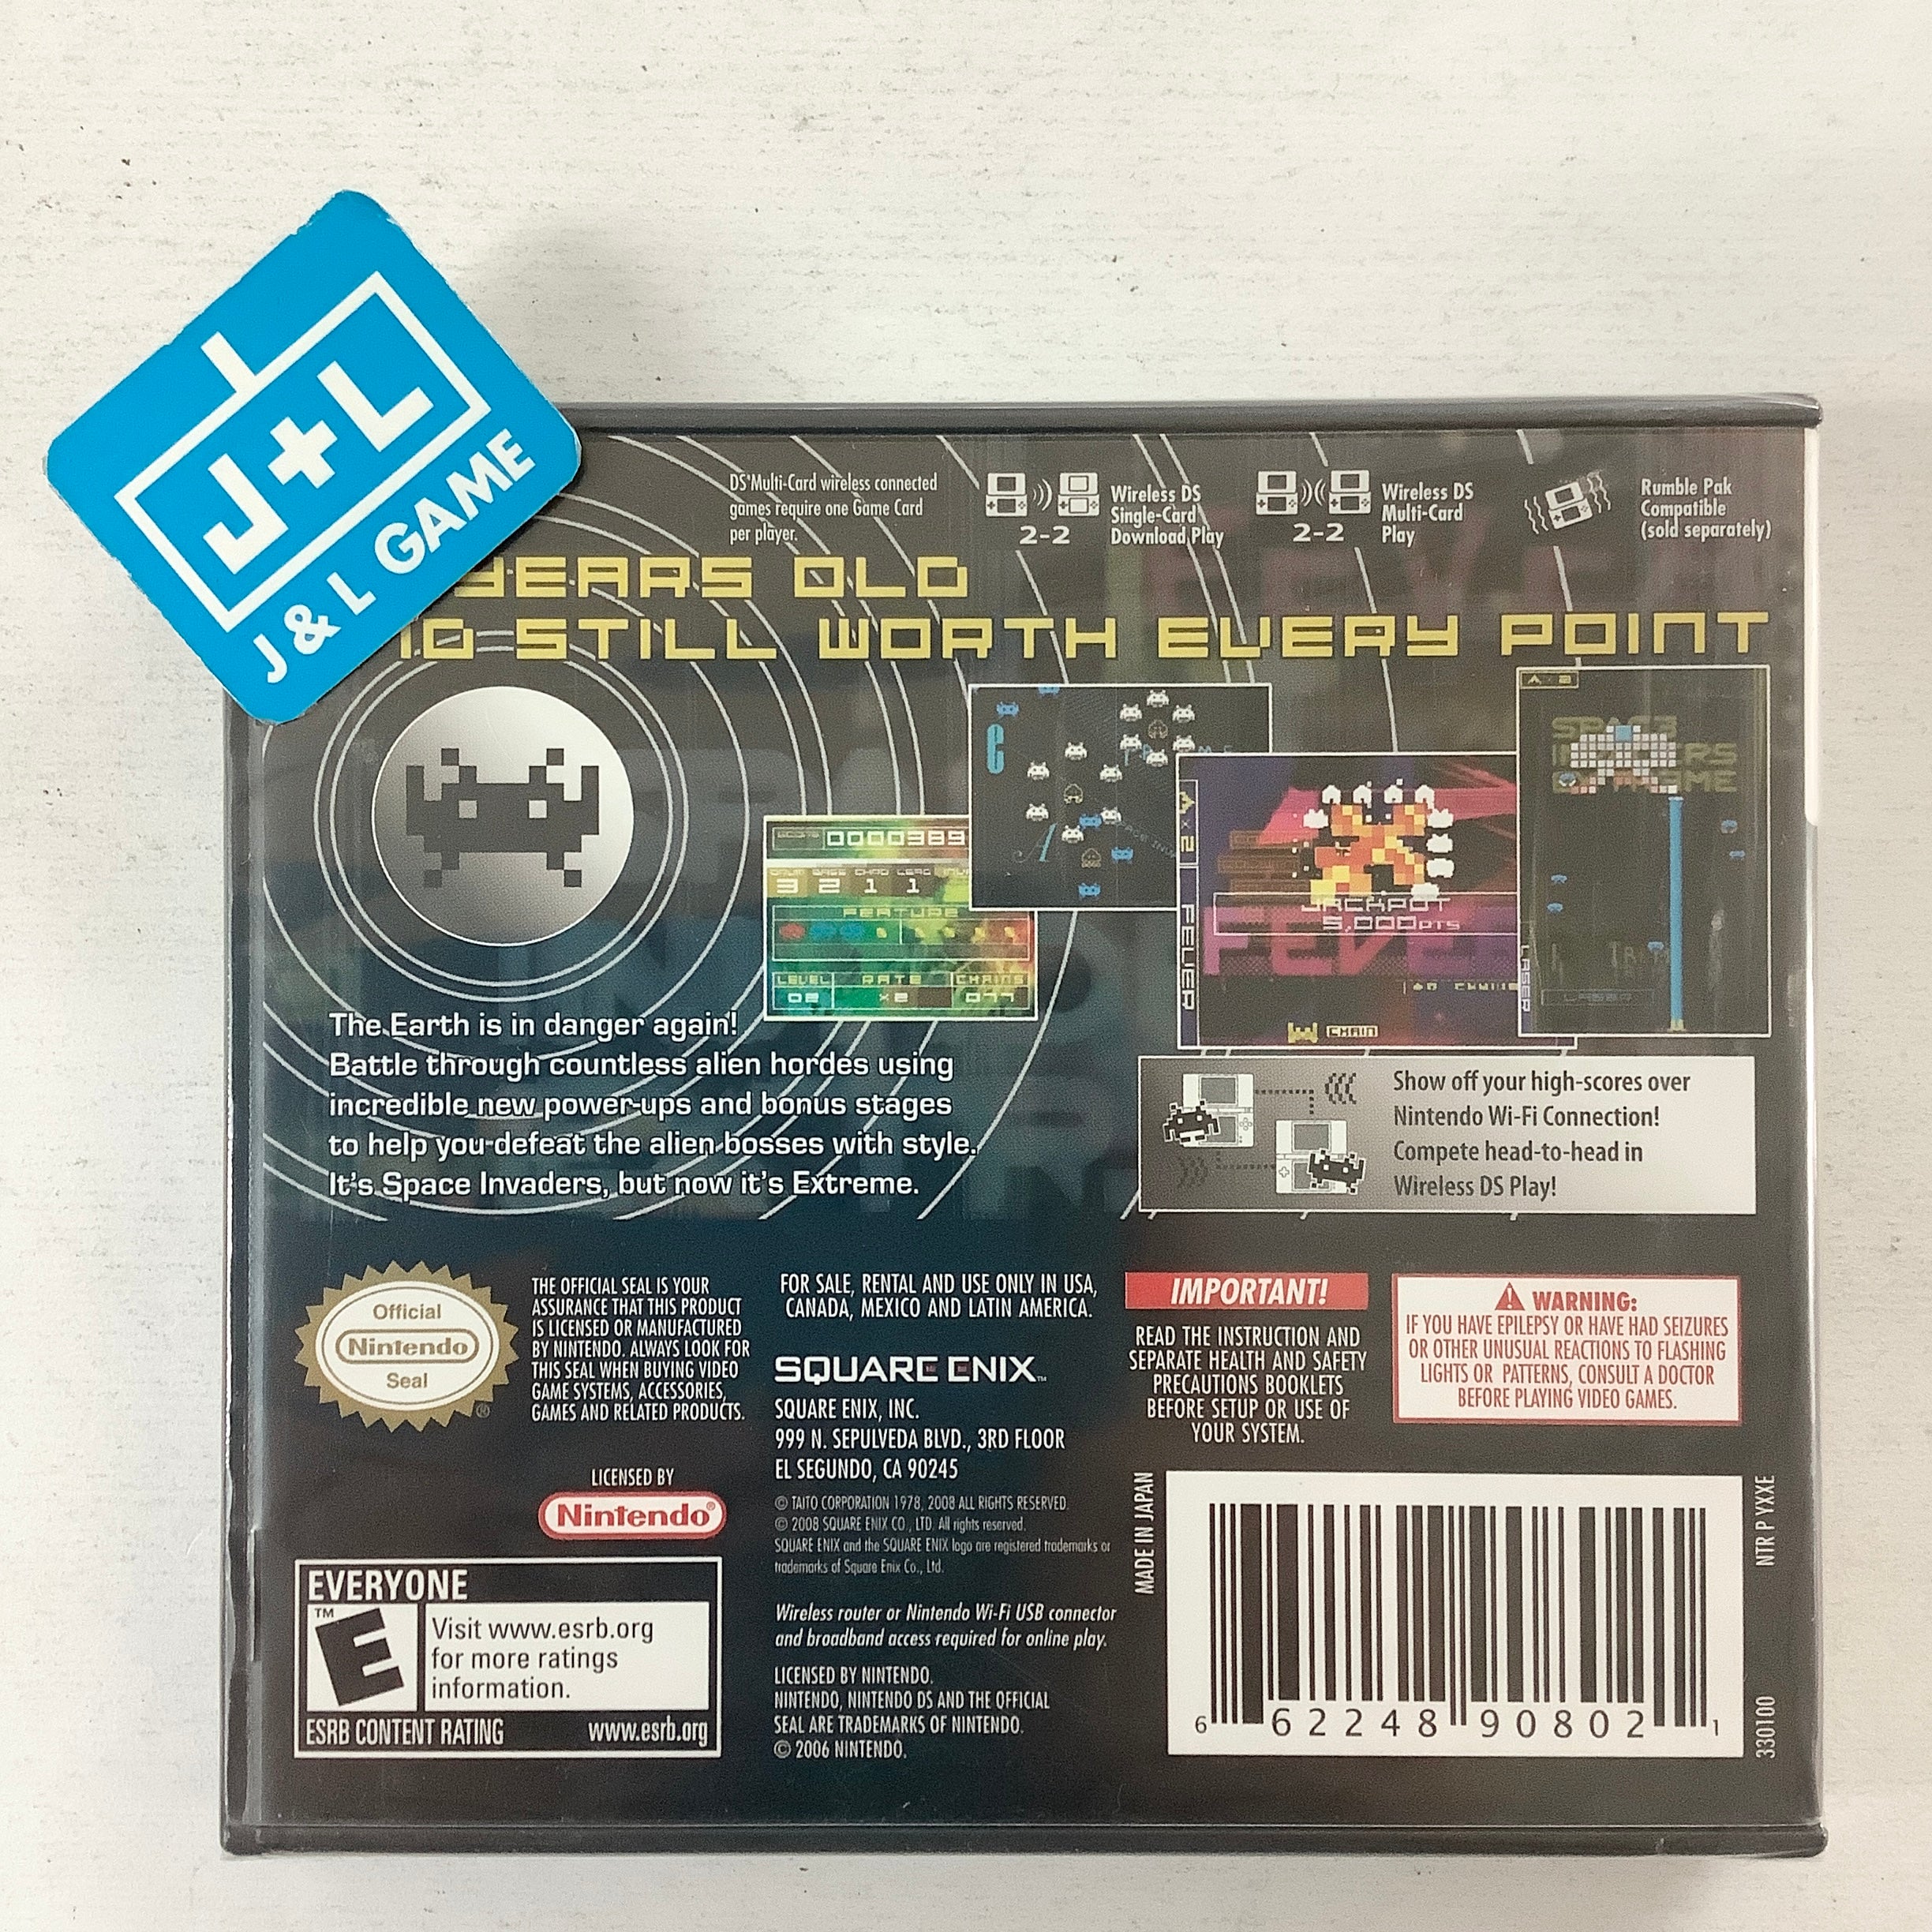 J+L
J & L GAME
DS Multi-Card wireless connected
games require one Game Card
per player.
2-2
Wireless DS
Single-Card
Download Play
2-2
Wireless DS
Multi-Card
Play
Rumble Pak
Compatible
(sold separately)
YEARS OLD
STILL WORTH EVERY POINT
0000389
3 2 1 1
FEATURE
LEVEL RATE CHAINS
02 x2 077
x2
FEVER
JACKPOT
5,000PTS
CHAIN
LASER
SPACE
INVADERS
EXTREME
LASER
The Earth is in danger again!
Battle through countless alien hordes using
incredible new power-ups and bonus stages
to help you defeat the alien bosses with style.
It's Space Invaders, but now it's Extreme.
Show off your high-scores over
Nintendo Wi-Fi Connection!
Compete head-to-head in
Wireless DS Play!
Official
Nintendo
Seal
®
THE OFFICIAL SEAL IS YOUR
ASSURANCE THAT THIS PRODUCT
IS LICENSED OR MANUFACTURED
BY NINTENDO. ALWAYS LOOK FOR
THIS SEAL WHEN BUYING VIDEO
GAME SYSTEMS, ACCESSORIES,
GAMES AND RELATED PRODUCTS.
LICENSED BY
Nintendo®
EVERYONE
™
E
Visit www.esrb.org
for more ratings
information.
ESRB CONTENT RATING www.esrb.org
FOR SALE, RENTAL AND USE ONLY IN USA,
CANADA, MEXICO AND LATIN AMERICA.
SQUARE ENIX™
SQUARE ENIX, INC.
999 N. SEPULVEDA BLVD., 3RD FLOOR
EL SEGUNDO, CA 90245
© TAITO CORPORATION 1978, 2008 ALL RIGHTS RESERVED.
© 2008 SQUARE ENIX CO., LTD. All rights reserved.
SQUARE ENIX and the SQUARE ENIX logo are registered trademarks or
trademarks of Square Enix Co., Ltd.
Wireless router or Nintendo Wi-Fi USB connector
and broadband access required for online play.
LICENSED BY NINTENDO.
NINTENDO, NINTENDO DS AND THE OFFICIAL
SEAL ARE TRADEMARKS OF NINTENDO.
© 2006 NINTENDO.
IMPORTANT!
READ THE INSTRUCTION AND
SEPARATE HEALTH AND SAFETY
PRECAUTIONS BOOKLETS
BEFORE SETUP OR USE OF
YOUR SYSTEM.
WARNING:
IF YOU HAVE EPILEPSY OR HAVE HAD SEIZURES
OR OTHER UNUSUAL REACTIONS TO FLASHING
LIGHTS OR PATTERNS, CONSULT A DOCTOR
BEFORE PLAYING VIDEO GAMES.
MADE IN JAPAN
6 62248 90802 1
NTR P YXXE
330100